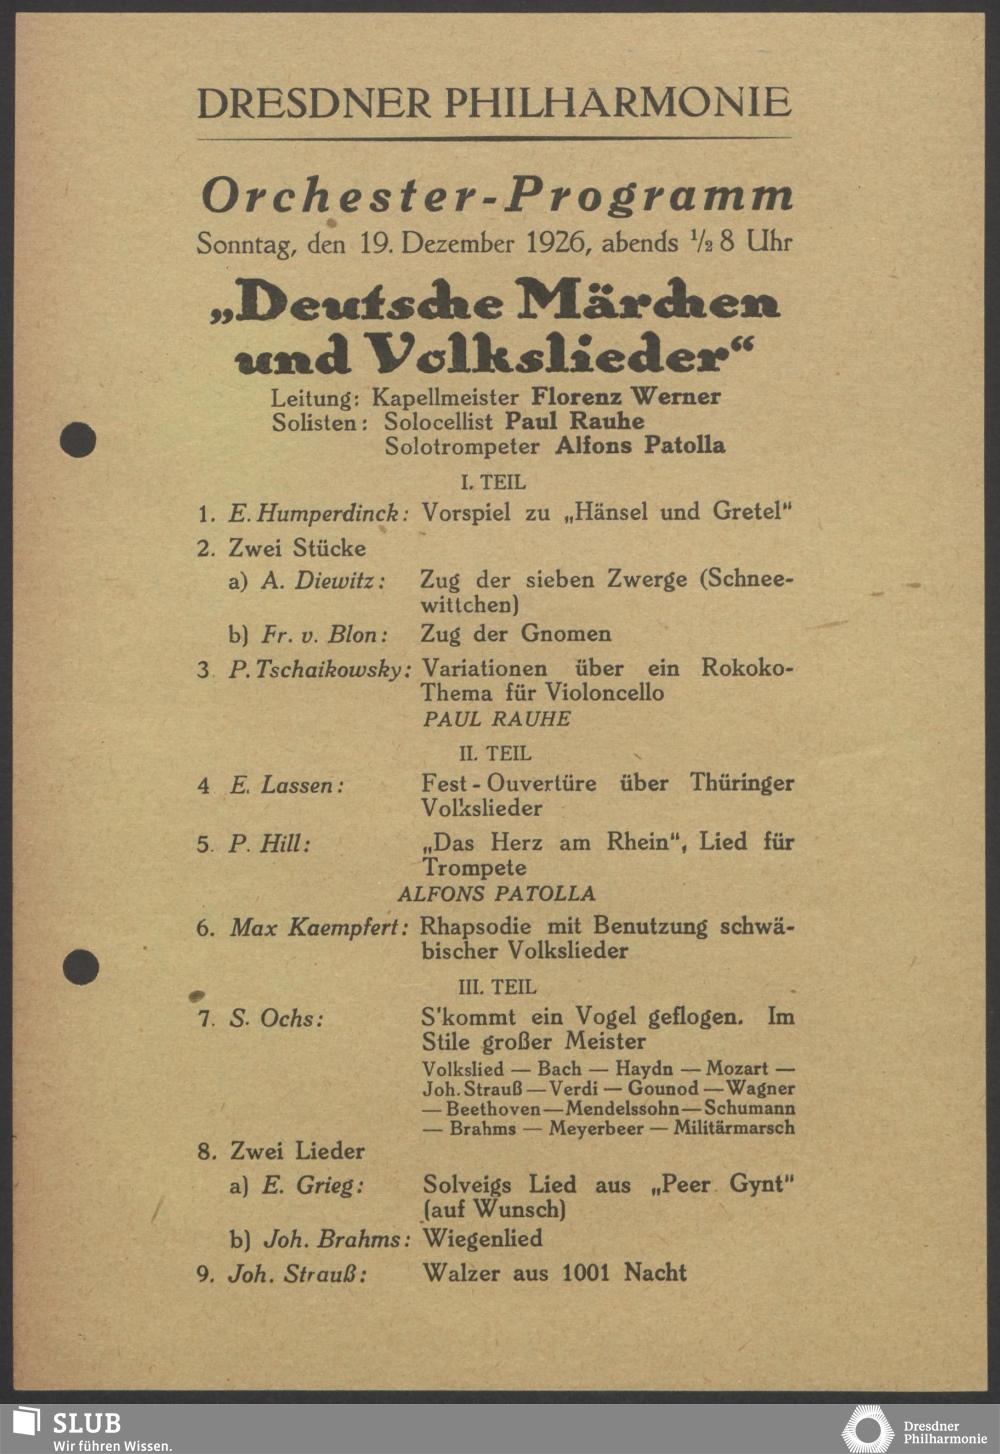 DRESDNER PHILHARMONIE
Orchester-Programm
Sonntag, den 19. Dezember 1926, abends ½ 8 Uhr
„Deutsche Märchen
und Volkslieder“
Leitung: Kapellmeister Florenz Werner
Solisten: Solocellist Paul Rauhe
Solotrompeter Alfons Patolla
I. TEIL
1. E. Humperdinck: Vorspiel zu „Hänsel und Gretel“
2. Zwei Stücke
a) A. Diewitz: Zug der sieben Zwerge (Schnee-
wittchen)
b) Fr. v. Blon: Zug der Gnomen
3. P. Tschaikowsky: Variationen über ein Rokoko-
Thema für Violoncello
PAUL RAUHE
II. TEIL
4 E. Lassen: Fest-Ouvertüre über Thüringer
Volkslieder
5. P. Hill: „Das Herz am Rhein“, Lied für
Trompete
ALFONS PATOLLA
6. Max Kaempfert: Rhapsodie mit Benutzung schwä-
bischer Volkslieder
III. TEIL
7. S. Ochs: S'kommt ein Vogel geflogen. Im
Stile großer Meister
Volkslied — Bach — Haydn — Mozart —
Joh. Strauß — Verdi — Gounod — Wagner
— Beethoven — Mendelssohn — Schumann
— Brahms — Meyerbeer — Militärmarsch
8. Zwei Lieder
a) E. Grieg: Solveigs Lied aus „Peer Gynt“
(auf Wunsch)
b) Joh. Brahms: Wiegenlied
9. Joh. Strauß: Walzer aus 1001 Nacht
SLUB
Wir führen Wissen.
Dresdner
Philharmonie